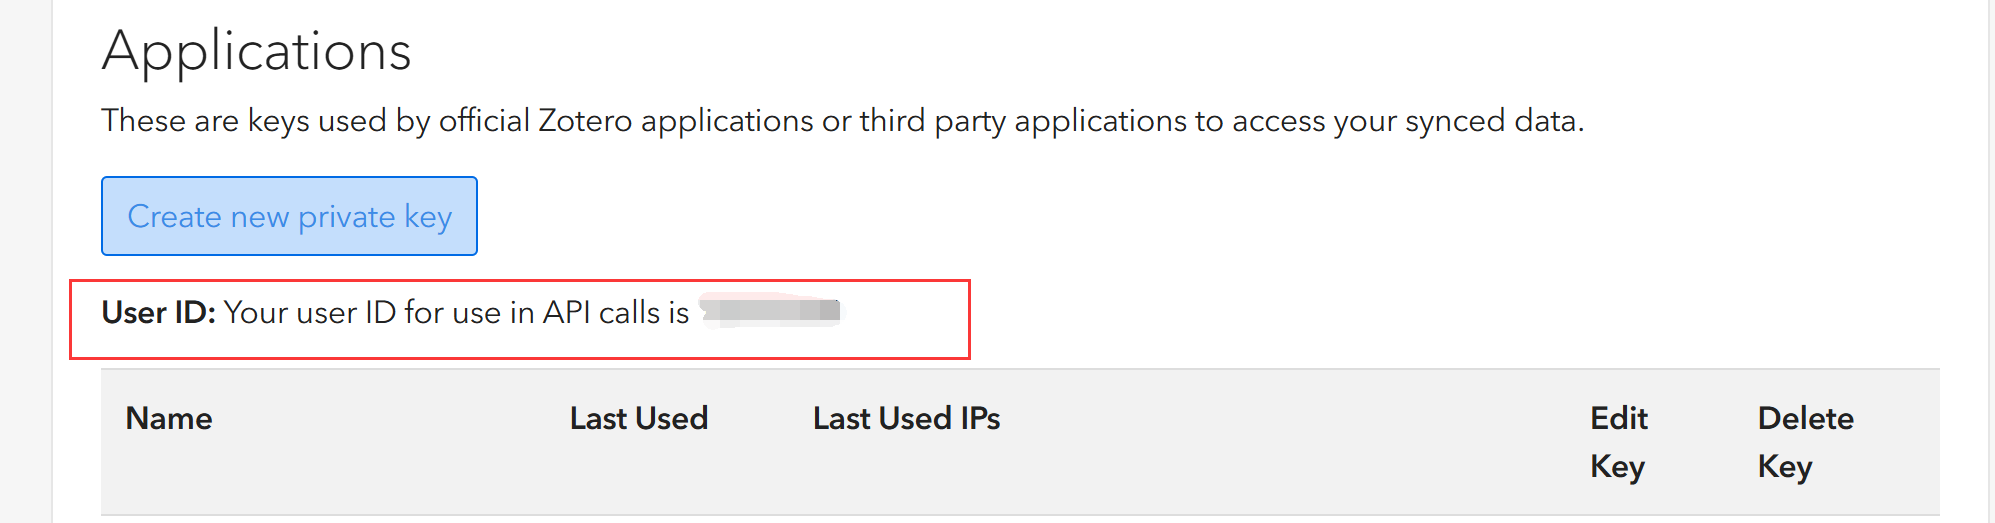 Applications
These are keys used by official Zotero applications or third party applications to access your synced data.
Create new private key
User ID: Your user ID for use in API calls is
Name Last Used Last Used IPs Edit Key Delete Key